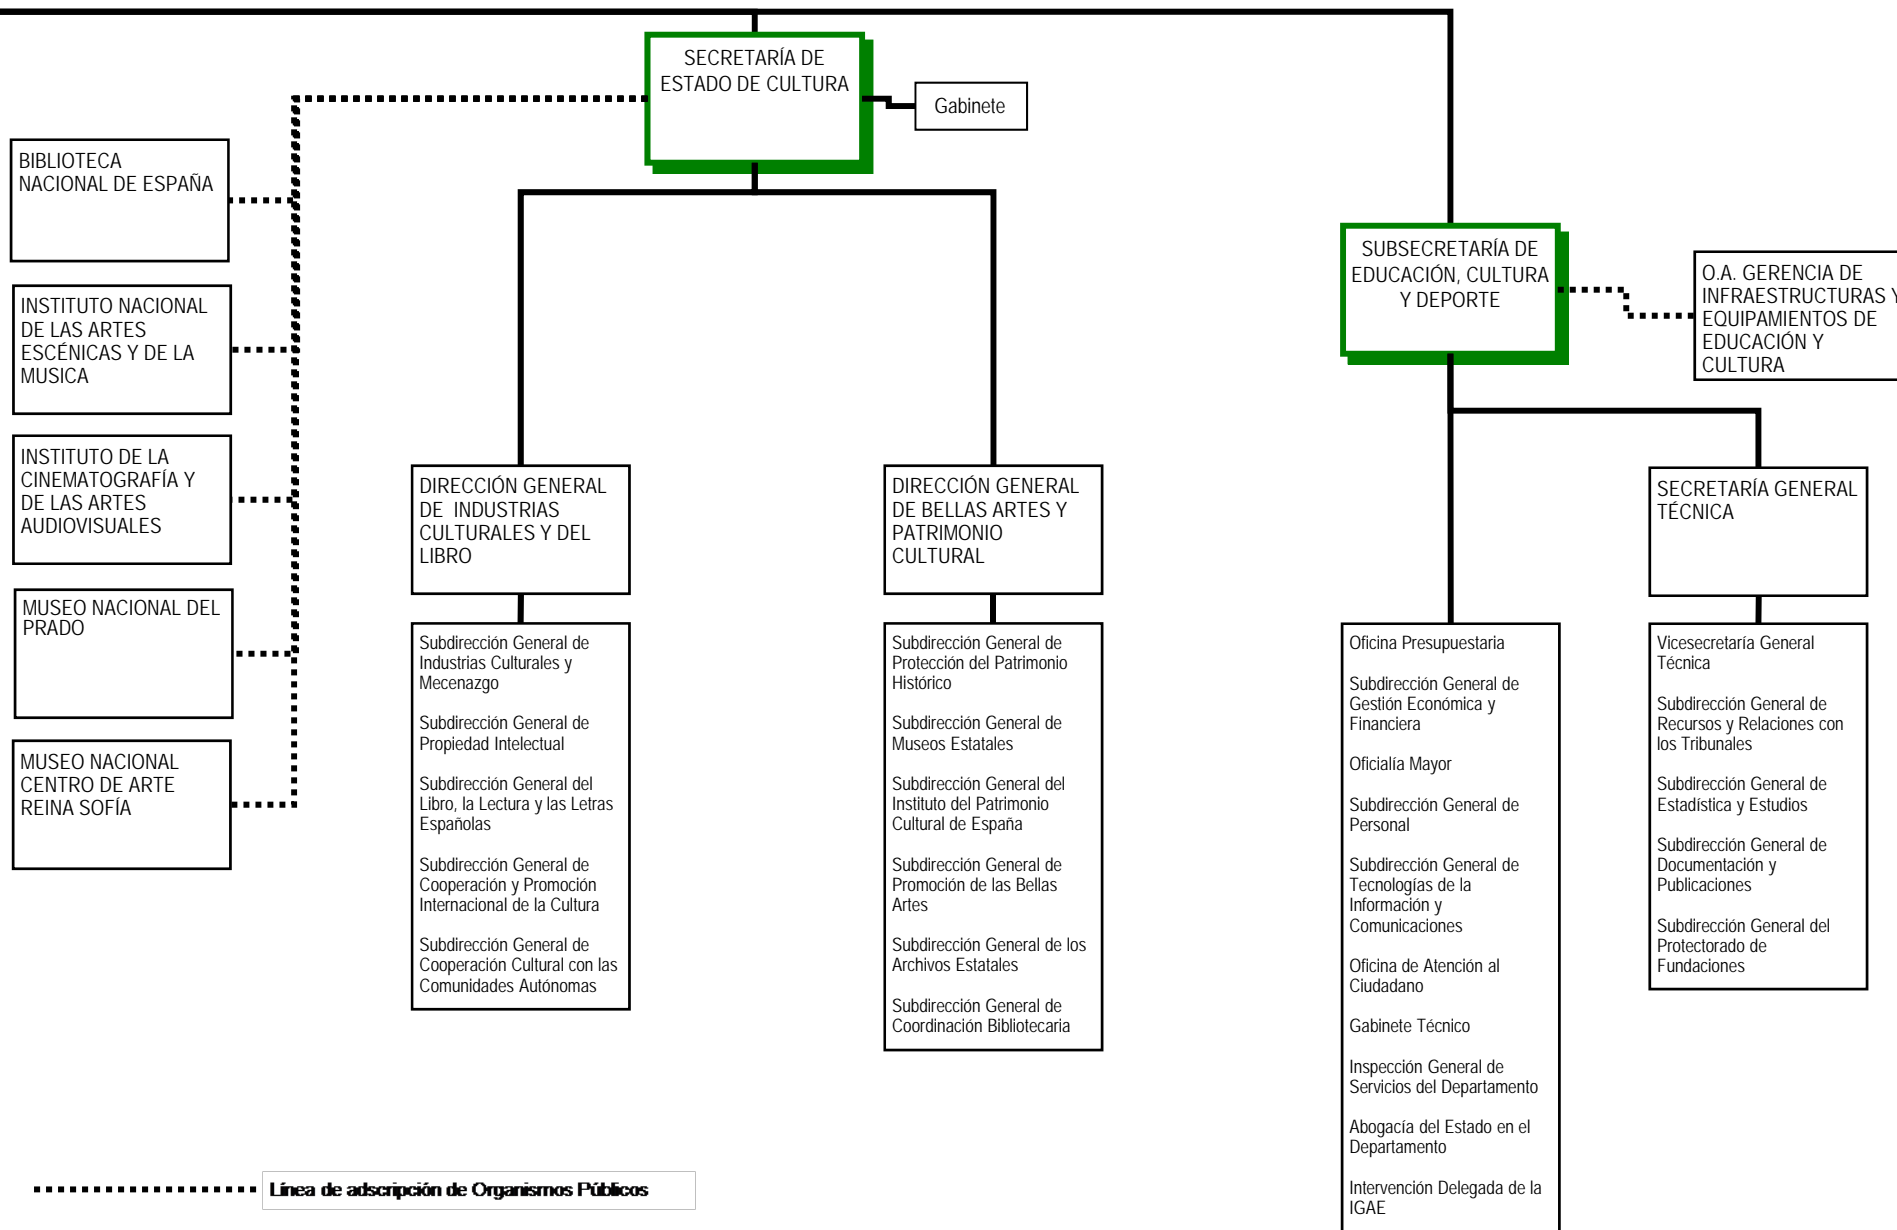 SECRETARÍA DE
ESTADO DE CULTURA
Gabinete
BIBLIOTECA
NACIONAL DE ESPAÑA
INSTITUTO NACIONAL
DE LAS ARTES
ESCÉNICAS Y DE LA
MUSICA
INSTITUTO DE LA
CINEMATOGRAFÍA Y
DE LAS ARTES
AUDIOVISUALES
MUSEO NACIONAL DEL
PRADO
MUSEO NACIONAL
CENTRO DE ARTE
REINA SOFÍA
SUBSECRETARÍA DE
EDUCACIÓN, CULTURA
Y DEPORTE
O.A. GERENCIA DE
INFRAESTRUCTURAS Y
EQUIPAMIENTOS DE
EDUCACIÓN Y
CULTURA
DIRECCIÓN GENERAL
DE INDUSTRIAS
CULTURALES Y DEL
LIBRO
Subdirección General de
Industrias Culturales y
Mecenazgo
Subdirección General de
Propiedad Intelectual
Subdirección General del
Libro, la Lectura y las Letras
Españolas
Subdirección General de
Cooperación y Promoción
Internacional de la Cultura
Subdirección General de
Cooperación Cultural con las
Comunidades Autónomas
DIRECCIÓN GENERAL
DE BELLAS ARTES Y
PATRIMONIO
CULTURAL
Subdirección General de
Protección del Patrimonio
Histórico
Subdirección General de
Museos Estatales
Subdirección General del
Instituto del Patrimonio
Cultural de España
Subdirección General de
Promoción de las Bellas
Artes
Subdirección General de los
Archivos Estatales
Subdirección General de
Coordinación Bibliotecaria
Oficina Presupuestaria
Subdirección General de
Gestión Económica y
Financiera
Oficialía Mayor
Subdirección General de
Personal
Subdirección General de
Tecnologías de la
Información y
Comunicaciones
Oficina de Atención al
Ciudadano
Gabinete Técnico
Inspección General de
Servicios del Departamento
Abogacía del Estado en el
Departamento
Intervención Delegada de la
IGAE
SECRETARÍA GENERAL
TÉCNICA
Vicesecretaría General
Técnica
Subdirección General de
Recursos y Relaciones con
los Tribunales
Subdirección General de
Estadística y Estudios
Subdirección General de
Documentación y
Publicaciones
Subdirección General del
Protectorado de
Fundaciones
Línea de adscripción de Organismos Públicos